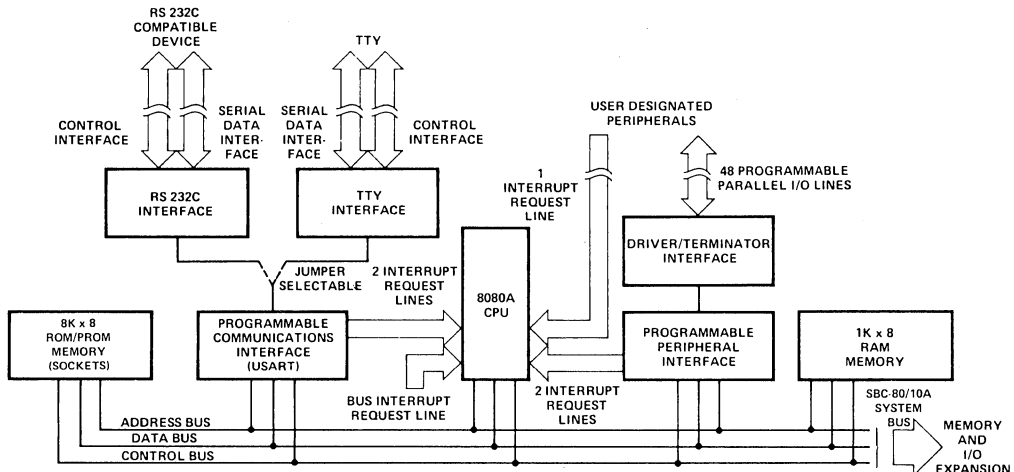 RS 232C
COMPATIBLE
DEVICE
TTY
CONTROL
INTERFACE
SERIAL
DATA
INTER-
FACE
SERIAL
DATA
INTER-
FACE
CONTROL
INTERFACE
USER DESIGNATED
PERIPHERALS
48 PROGRAMMABLE
PARALLEL I/O LINES
1
INTERRUPT
REQUEST
LINE
RS 232C
INTERFACE
TTY
INTERFACE
DRIVER/TERMINATOR
INTERFACE
JUMPER
SELECTABLE
2 INTERRUPT
REQUEST
LINES
8080A
CPU
8K x 8
ROM/PROM
MEMORY
(SOCKETS)
PROGRAMMABLE
COMMUNICATIONS
INTERFACE
(USART)
PROGRAMMABLE
PERIPHERAL
INTERFACE
1K x 8
RAM
MEMORY
BUS INTERRUPT
REQUEST LINE
2 INTERRUPT
REQUEST
LINES
SBC-80/10A
SYSTEM
BUS
ADDRESS BUS
DATA BUS
CONTROL BUS
MEMORY
AND
I/O
EXPANSION